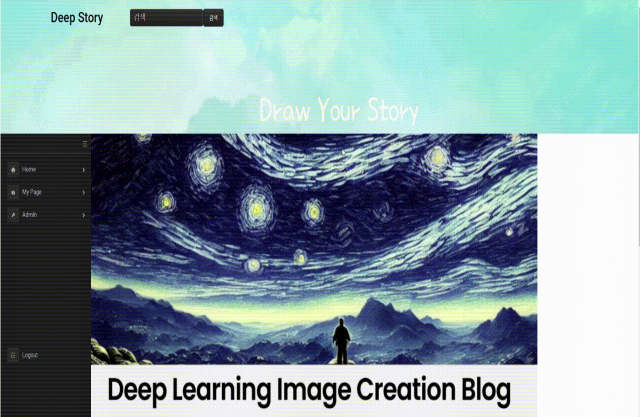 Deep Story
검색 검색
Draw Your Story
Home
My Page
Admin
Logout
Deep Learning Image Creation Blog